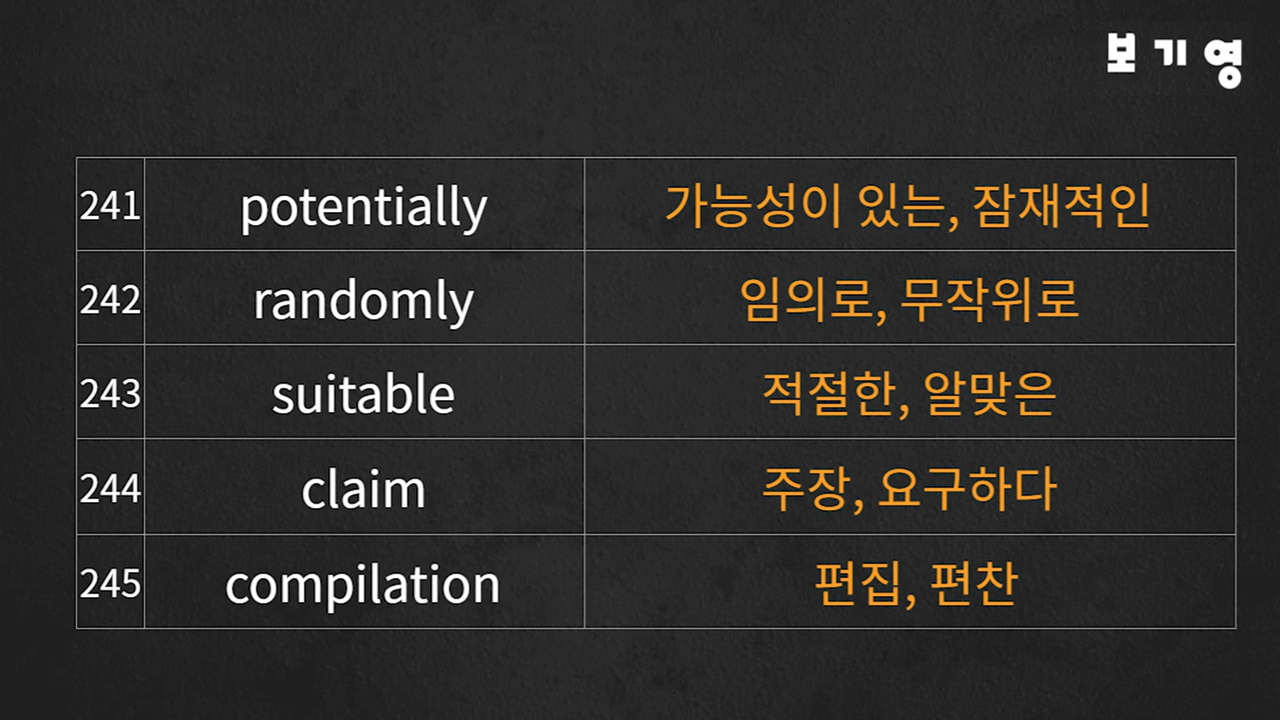 보기영
241 potentially 가능성이 있는, 잠재적인
242 randomly 임의로, 무작위로
243 suitable 적절한, 알맞은
244 claim 주장, 요구하다
245 compilation 편집, 편찬